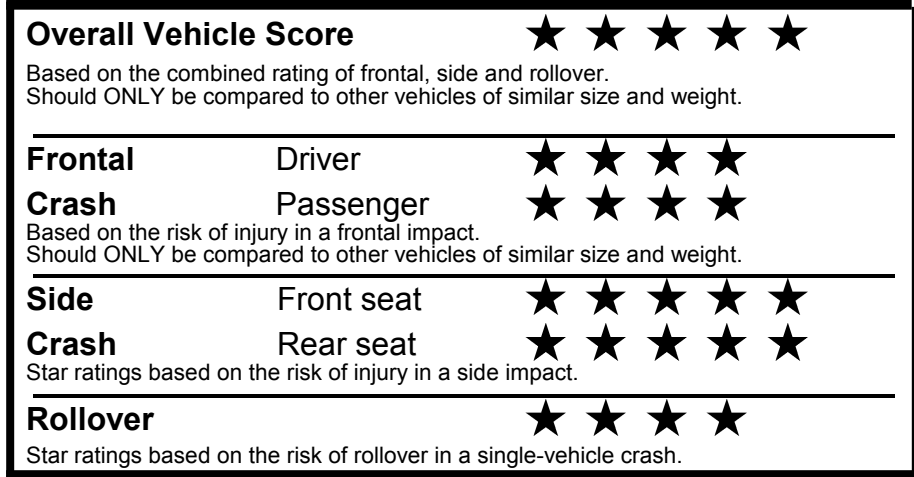 Overall Vehicle Score ★ ★ ★ ★ ★
Based on the combined rating of frontal, side and rollover.
Should ONLY be compared to other vehicles of similar size and weight.
Frontal Driver ★ ★ ★ ★
Crash Passenger ★ ★ ★ ★
Based on the risk of injury in a frontal impact.
Should ONLY be compared to other vehicles of similar size and weight.
Side Front seat ★ ★ ★ ★ ★
Crash Rear seat ★ ★ ★ ★ ★
Star ratings based on the risk of injury in a side impact.
Rollover ★ ★ ★ ★
Star ratings based on the risk of rollover in a single-vehicle crash.